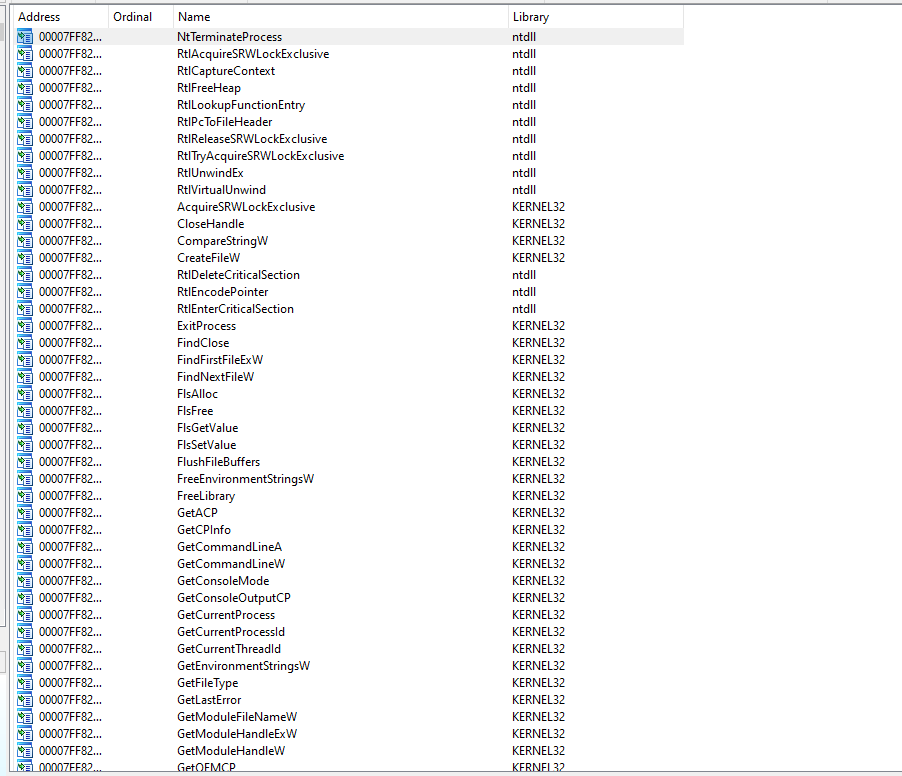 Address Ordinal Name Library
00007FF82... NtTerminateProcess ntdll
00007FF82... RtlAcquireSRWLockExclusive ntdll
00007FF82... RtlCaptureContext ntdll
00007FF82... RtlFreeHeap ntdll
00007FF82... RtlLookupFunctionEntry ntdll
00007FF82... RtlPcToFileHeader ntdll
00007FF82... RtlReleaseSRWLockExclusive ntdll
00007FF82... RtlTryAcquireSRWLockExclusive ntdll
00007FF82... RtlUnwindEx ntdll
00007FF82... RtlVirtualUnwind ntdll
00007FF82... AcquireSRWLockExclusive KERNEL32
00007FF82... CloseHandle KERNEL32
00007FF82... CompareStringW KERNEL32
00007FF82... CreateFileW KERNEL32
00007FF82... RtlDeleteCriticalSection ntdll
00007FF82... RtlEncodePointer ntdll
00007FF82... RtlEnterCriticalSection ntdll
00007FF82... ExitProcess KERNEL32
00007FF82... FindClose KERNEL32
00007FF82... FindFirstFileExW KERNEL32
00007FF82... FindNextFileW KERNEL32
00007FF82... FlsAlloc KERNEL32
00007FF82... FlsFree KERNEL32
00007FF82... FlsGetValue KERNEL32
00007FF82... FlsSetValue KERNEL32
00007FF82... FlushFileBuffers KERNEL32
00007FF82... FreeEnvironmentStringsW KERNEL32
00007FF82... FreeLibrary KERNEL32
00007FF82... GetACP KERNEL32
00007FF82... GetCPInfo KERNEL32
00007FF82... GetCommandLineA KERNEL32
00007FF82... GetCommandLineW KERNEL32
00007FF82... GetConsoleMode KERNEL32
00007FF82... GetConsoleOutputCP KERNEL32
00007FF82... GetCurrentProcess KERNEL32
00007FF82... GetCurrentProcessId KERNEL32
00007FF82... GetCurrentThreadId KERNEL32
00007FF82... GetEnvironmentStringsW KERNEL32
00007FF82... GetFileType KERNEL32
00007FF82... GetLastError KERNEL32
00007FF82... GetModuleFileNameW KERNEL32
00007FF82... GetModuleHandleExW KERNEL32
00007FF82... GetModuleHandleW KERNEL32
00007FF82... GetOEMCP KERNEL32